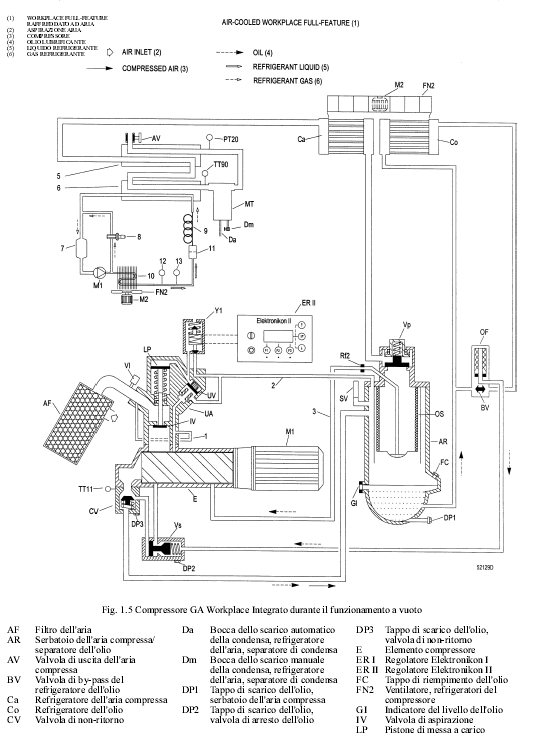 (1) WORKPLACE FULL-FEATURE
RAFFREDDATO AD ARIA
(2) ASPIRAZIONE ARIA
(3) COMPRESSORE
(4) OLIO LUBRIFICANTE
(5) LIQUIDO REFRIGERANTE
(6) GAS REFRIGERANTE
AIR-COOLED WORKPLACE FULL-FEATURE (1)
AIR INLET (2)
OIL (4)
COMPRESSED AIR (3)
REFRIGERANT LIQUID (5)
REFRIGERANT GAS (6)
M2
FN2
Ca
Co
AV
PT20
TT90
5
6
MT
Dm
Da
7
8
9
11
12
13
10
M1
FN2
M2
Y1
ER II
Elektronikon II
LP
VI
AF
UV
UA
IV
1
2
3
Rf2
SV
Vp
OF
BV
OS
AR
FC
GI
DP1
M1
E
TT11
CV
DP3
Vs
DP2
52129D
Fig. 1.5 Compressore GA Workplace Integrato durante il funzionamento a vuoto
AF Filtro dell'aria
AR Serbatoio dell'aria compressa/
separatore dell'olio
AV Valvola di uscita dell'aria
compressa
BV Valvola di by-pass del
refrigeratore dell'olio
Ca Refrigeratore dell'aria compressa
Co Refrigeratore dell'olio
CV Valvola di non-ritorno
Da Bocca dello scarico automatico
della condensa, refrigeratore
dell'aria, separatore di condensa
Dm Bocca dello scarico manuale
della condensa, refrigeratore
dell'aria, separatore di condensa
DP1 Tappo di scarico dell'olio,
serbatoio dell'aria compressa
DP2 Tappo di scarico dell'olio,
valvola di arresto dell'olio
DP3 Tappo di scarico dell'olio,
valvola di non-ritorno
E Elemento compressore
ER I Regolatore Elektronikon I
ER II Regolatore Elektronikon II
FC Tappo di riempimento dell'olio
FN2 Ventilatore, refrigeratori del
compressore
GI Indicatore del livello dell'olio
IV Valvola di aspirazione
LP Pistone di messa a carico